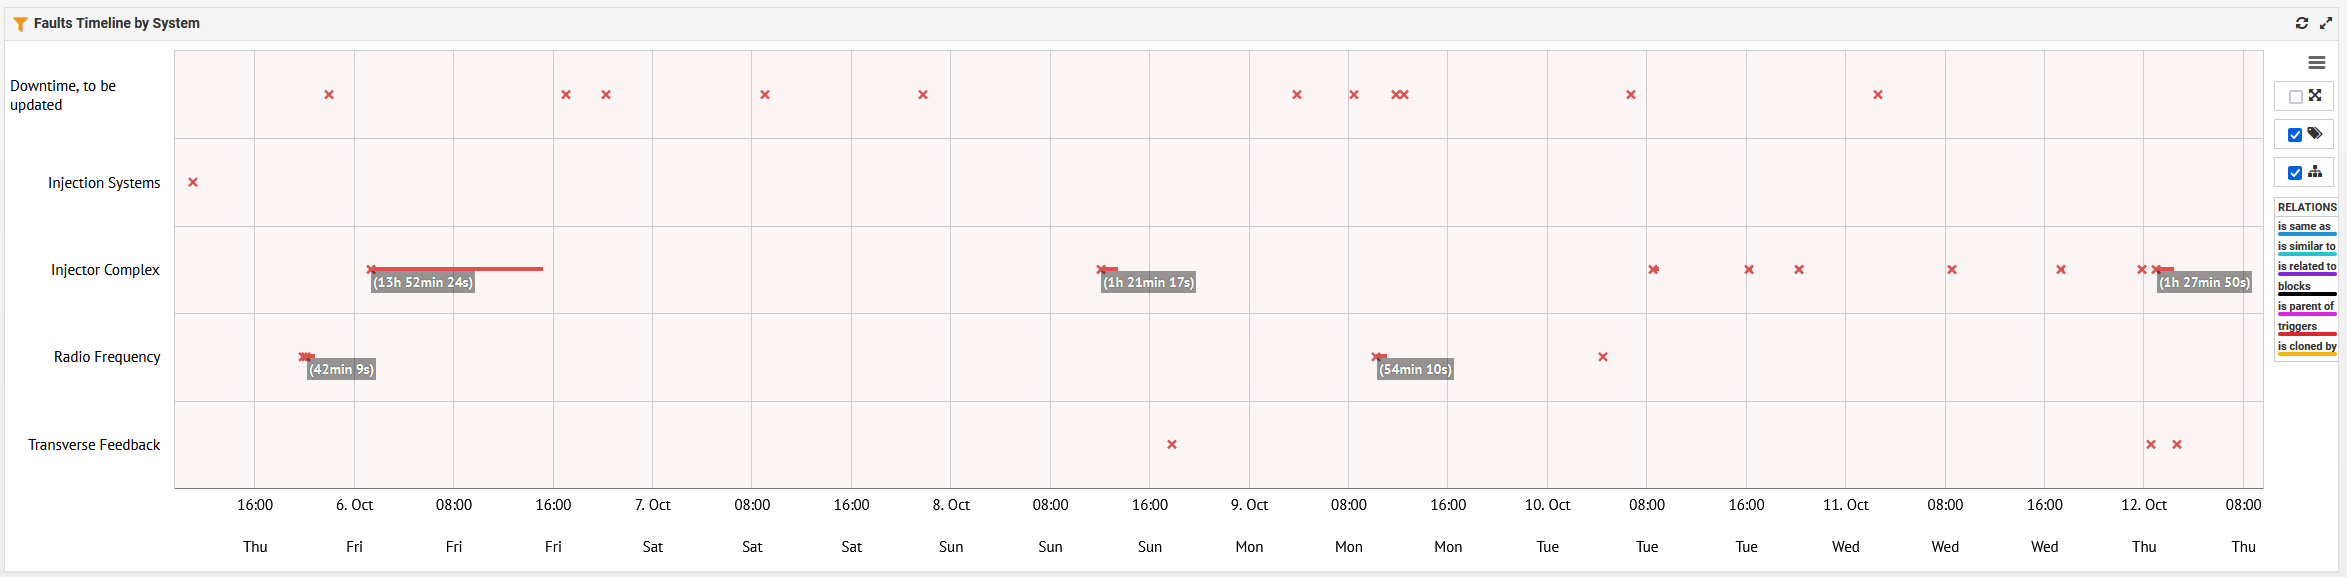 Faults Timeline by System
Downtime, to be
updated
Injection Systems
Injector Complex
(13h 52min 24s)
(1h 21min 17s)
(1h 27min 50s)
Radio Frequency
(42min 9s)
(54min 10s)
Transverse Feedback
16:00 6. Oct 08:00 16:00 7. Oct 08:00 16:00 8. Oct 08:00 16:00 9. Oct 08:00 16:00 10. Oct 08:00 16:00 11. Oct 08:00 16:00 12. Oct 08:00
Thu Fri Fri Fri Sat Sat Sat Sun Sun Sun Mon Mon Mon Tue Tue Tue Wed Wed Wed Thu Thu
RELATIONS
is same as
is similar to
is related to
blocks
is parent of
triggers
is cloned by